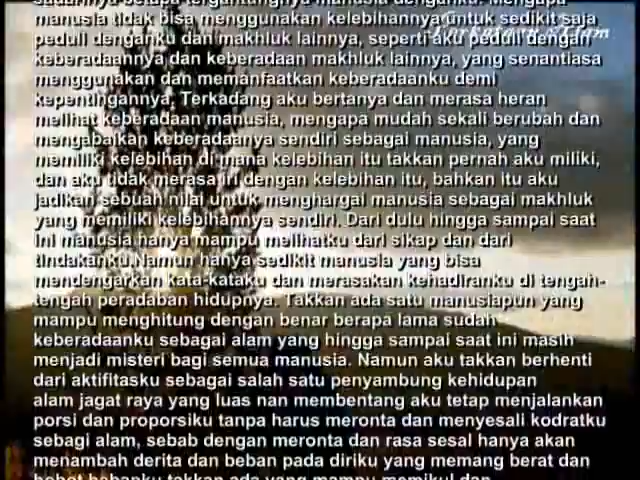 sadarinya betapa tergantungnya manusia denganku. Mengapa
manusia tidak bisa menggunakan kelebihannya untuk sedikit saja
peduli denganku dan makhluk lainnya, seperti aku peduli dengan
keberadaannya dan keberadaan makhluk lainnya, yang senantiasa
menggunakan dan memanfaatkan keberadaanku demi
kepentingannya, Terkadang aku bertanya dan merasa heran
melihat keberadaan manusia, mengapa mudah sekali berubah dan
mengabaikan keberadaanya sendiri sebagai manusia, yang
memiliki kelebihan di mana kelebihan itu takkan pernah aku miliki,
dan aku tidak merasa iri dengan kelebihan itu, bahkan itu aku
jadikan sebuah nilai untuk menghargai manusia sebagai makhluk
yang memiliki kelebihannya sendiri. Dari dulu hingga sampai saat
ini manusia hanya mampu melihatku dari sikap dan dari
tindakanku.Namun hanya sedikit manusia yang bisa
mendengarkan kata-kataku dan merasakan kehadiranku di tengah-
tengah peradaban hidupnya. Takkan ada satu manusiapun yang
mampu menghitung dengan benar berapa lama sudah
keberadaanku sebagai alam yang hingga sampai saat ini masih
menjadi misteri bagi semua manusia. Namun aku takkan berhenti
dari aktifitasku sebagai salah satu penyambung kehidupan
alam jagat raya yang luas nan membentang aku tetap menjalankan
porsi dan proporsiku tanpa harus meronta dan menyesali kodratku
sebagi alam, sebab dengan meronta dan rasa sesal hanya akan
menambah derita dan beban pada diriku yang memang berat dan
bobot bebanku takkan ada yang mampu memikul dan